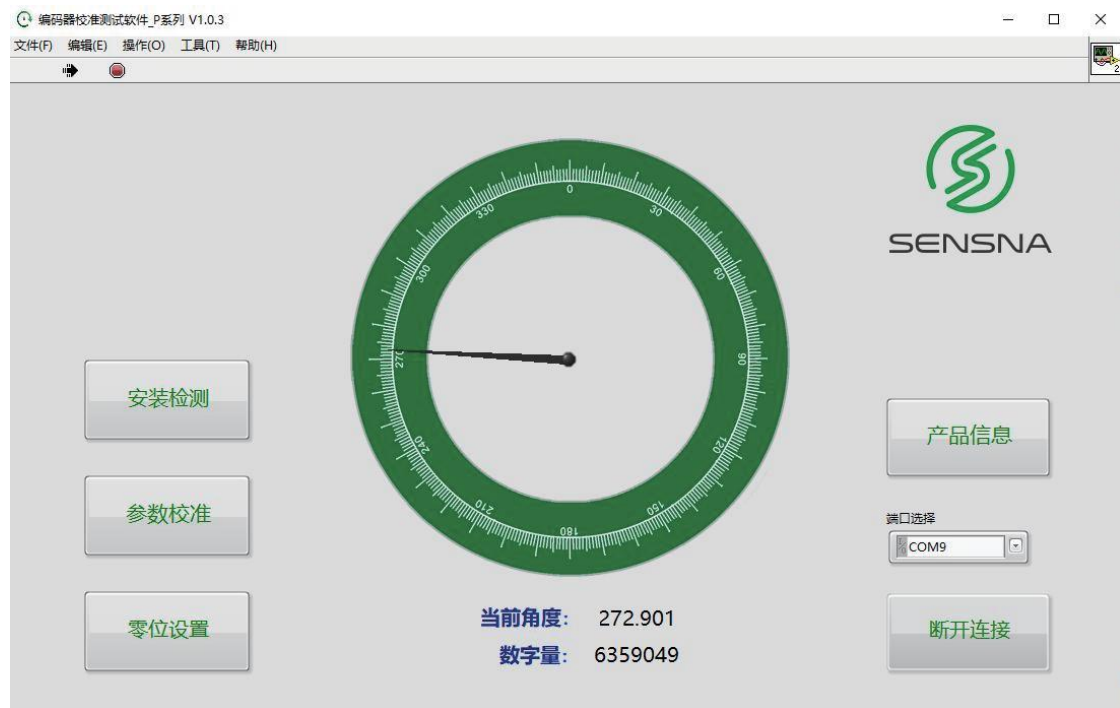 编码器校准测试软件_P系列 V1.0.3
文件(F) 编辑(E) 操作(O) 工具(T) 帮助(H)
2
0
30
60
90
120
150
180
210
240
270
300
330
SENSNA
安装检测
参数校准
零位设置
当前角度: 272.901
数字量: 6359049
产品信息
端口选择
COM9
断开连接